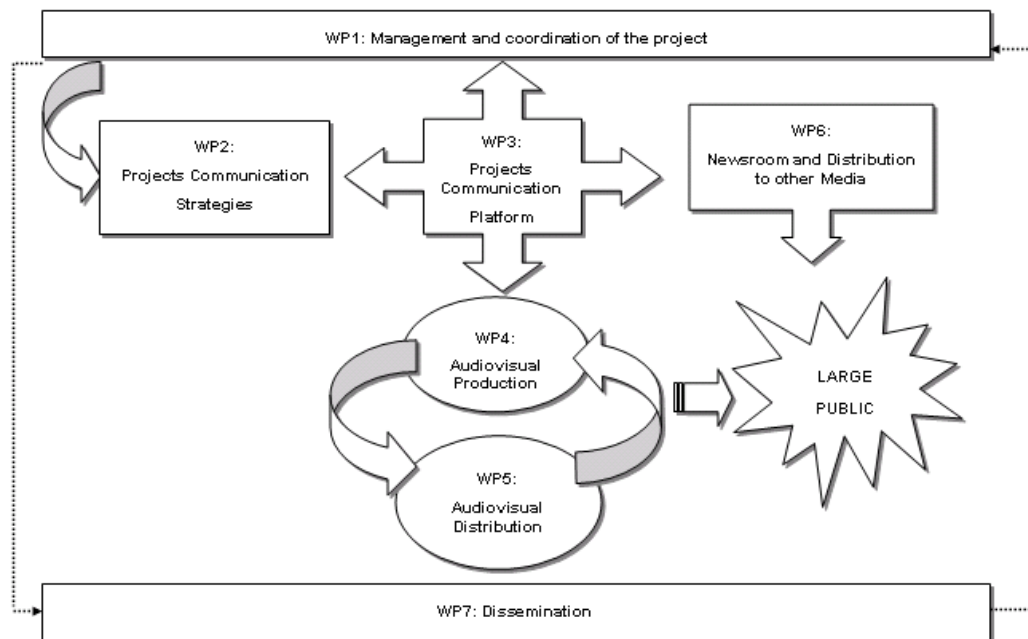 WP1: Management and coordination of the project
WP2:
Projects Communication
Strategies
WP3:
Projects
Communication
Platform
WP6:
Newsroom and Distribution
to other Media
WP4:
Audiovisual
Production
LARGE
PUBLIC
WP5:
Audiovisual
Distribution
WP7: Dissemination